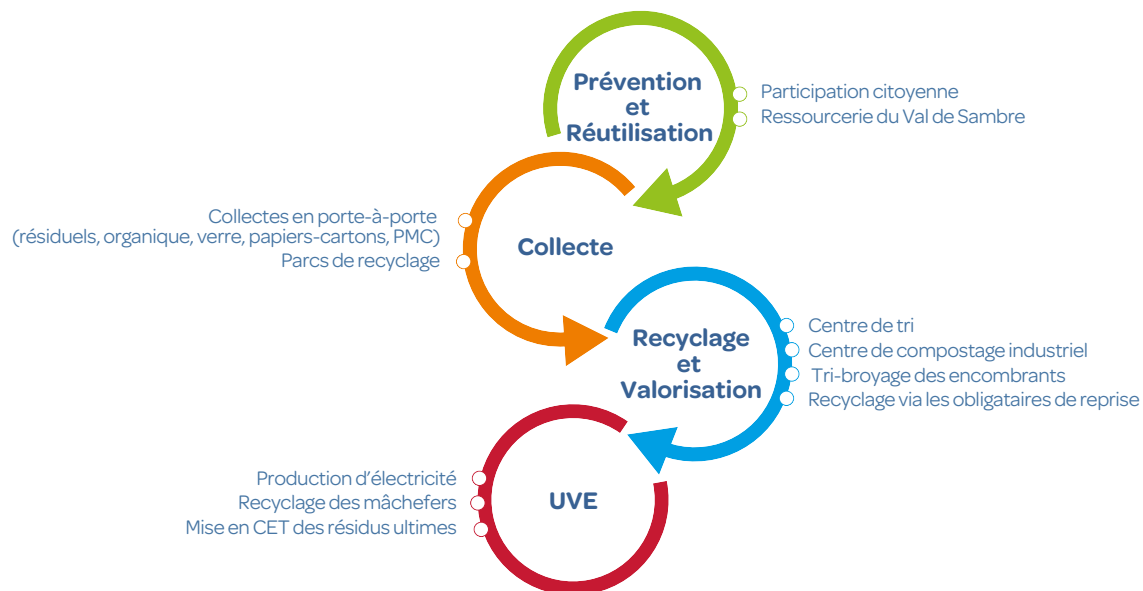 Prévention
et
Réutilisation
Participation citoyenne
Ressourcerie du Val de Sambre
Collectes en porte-à-porte
(résiduels, organique, verre, papiers-cartons, PMC)
Parcs de recyclage
Collecte
Recyclage
et
Valorisation
Centre de tri
Centre de compostage industriel
Tri-broyage des encombrants
Recyclage via les obligataires de reprise
Production d'électricité
Recyclage des mâchefers
Mise en CET des résidus ultimes
UVE